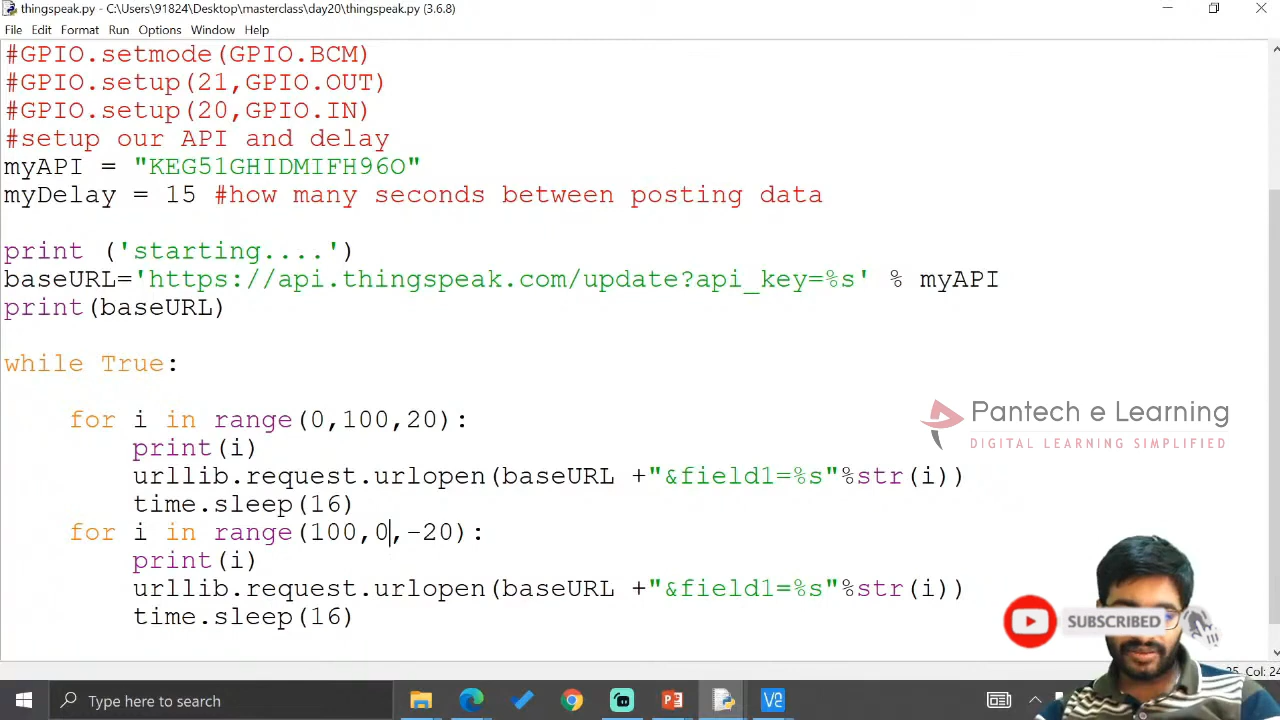 thingspeak.py - C:\Users\91824\Desktop\masterclass\day20\thingspeak.py (3.6.8)
File Edit Format Run Options Window Help
#GPIO.setmode(GPIO.BCM)
#GPIO.setup(21,GPIO.OUT)
#GPIO.setup(20,GPIO.IN)
#setup our API and delay
myAPI = "KEG51GHIDMIFH96O"
myDelay = 15 #how many seconds between posting data
print ('starting....')
baseURL='https://api.thingspeak.com/update?api_key=%s' % myAPI
print(baseURL)
while True:
for i in range(0,100,20):
print(i)
urllib.request.urlopen(baseURL +"&field1=%s"%str(i))
time.sleep(16)
for i in range(100,0,-20):
print(i)
urllib.request.urlopen(baseURL +"&field1=%s"%str(i))
time.sleep(16)
Pantech e Learning
DIGITAL LEARNING SIMPLIFIED
SUBSCRIBED
Col: 24
Type here to search